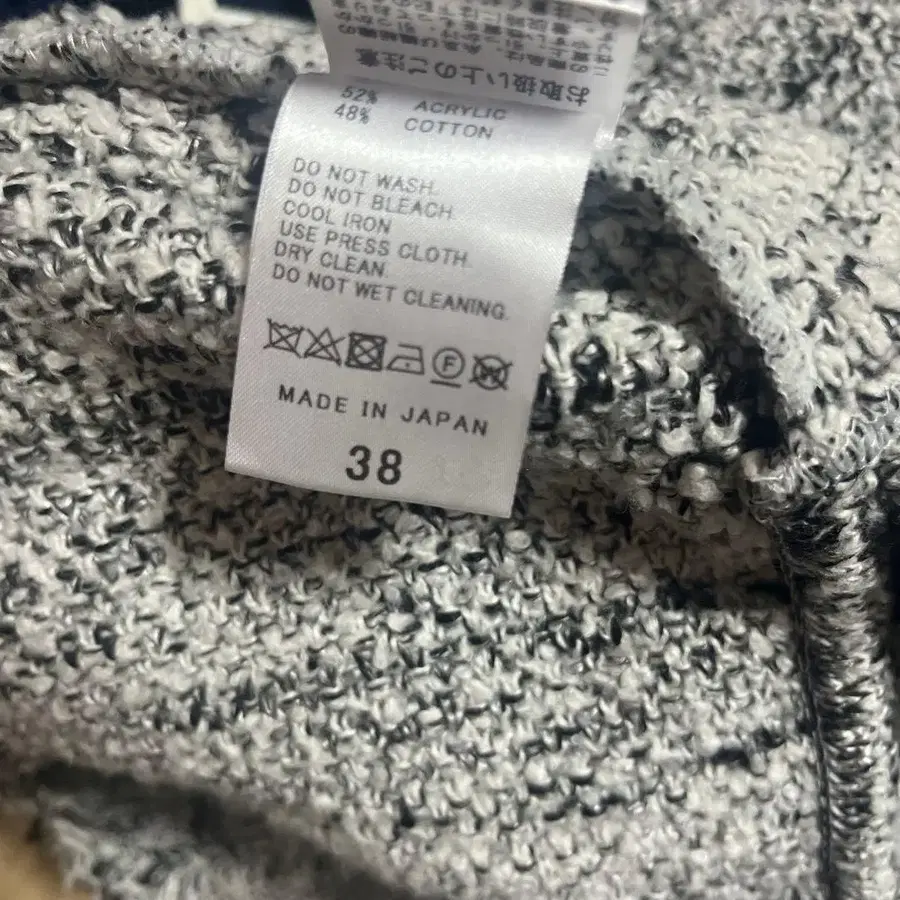 お取扱い上のご注意
52% ACRYLIC
48% COTTON
DO NOT WASH.
DO NOT BLEACH
COOL IRON
USE PRESS CLOTH.
DRY CLEAN.
DO NOT WET CLEANING.
F W
MADE IN JAPAN
38